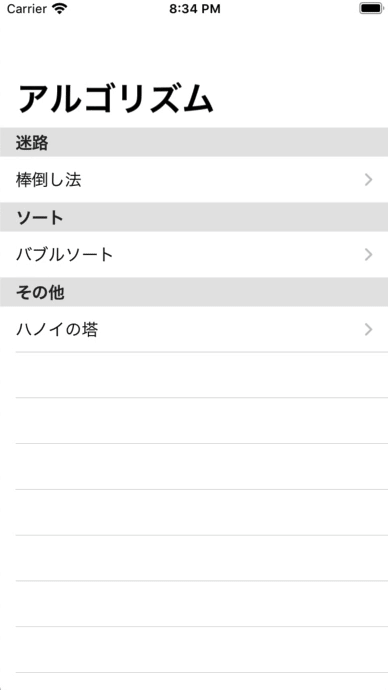 Carrier 8:34 PM
アルゴリズム
迷路
棒倒し法
ソート
バブルソート
その他
ハノイの塔